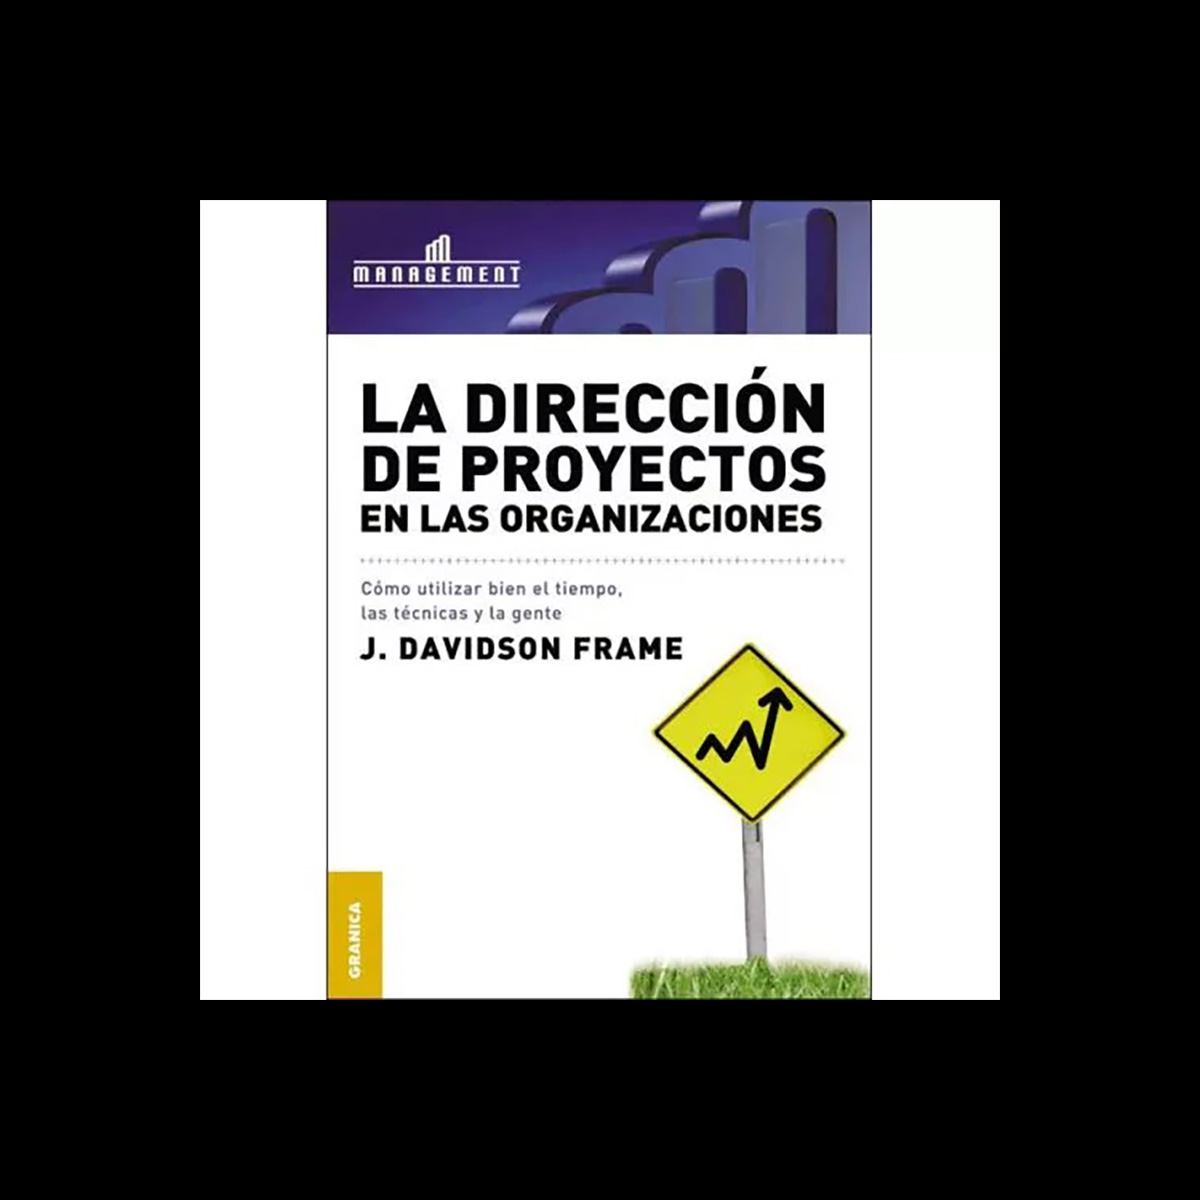 MANAGEMENT
LA DIRECCIÓN
DE PROYECTOS
EN LAS ORGANIZACIONES
Cómo utilizar bien el tiempo,
las técnicas y la gente
J. DAVIDSON FRAME
GRANICA